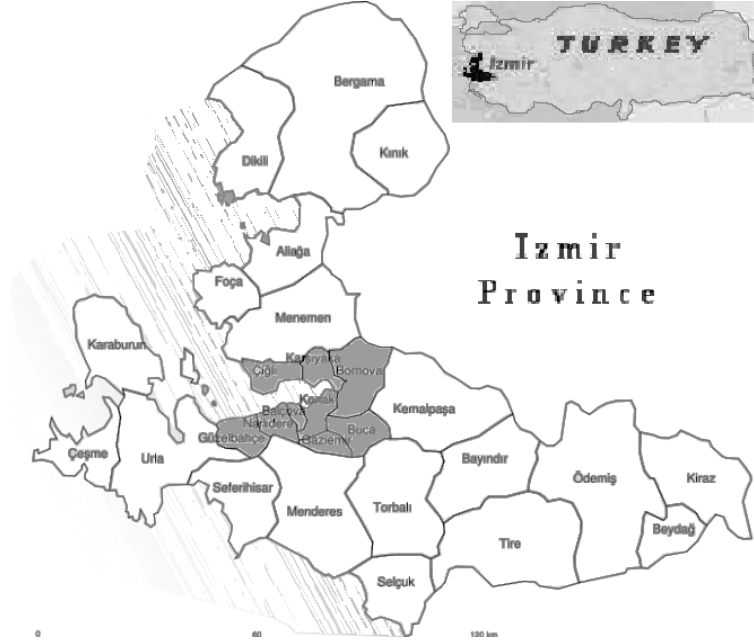 TURKEY
Izmir
Bergama
Kınık
Dikili
Aliağa
Izmir
Province
Foça
Menemen
Karaburun
Karşıyaka
Çiğli
Bornova
Konak
Kemalpaşa
Balçova
Narlıdere
Güzelbahçe
Gaziemir
Buca
Çeşme
Urla
Bayındır
Seferihisar
Ödemiş
Kiraz
Menderes
Torbalı
Beydağ
Tire
Selçuk
0 60 120 km